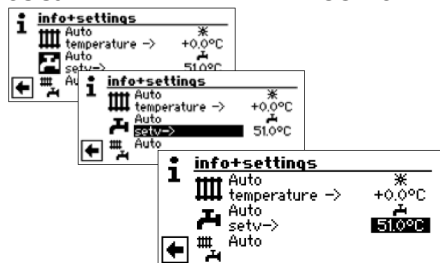 info+settings
Auto
temperature -> +0.0°C
Auto
setv-> 51.0°C
Au
info+settings
Auto
temperature -> +0.0°C
Auto
setv-> 51.0°C
Auto
info+settings
Auto
temperature -> +0.0°C
Auto
setv-> 51.0°C
Auto